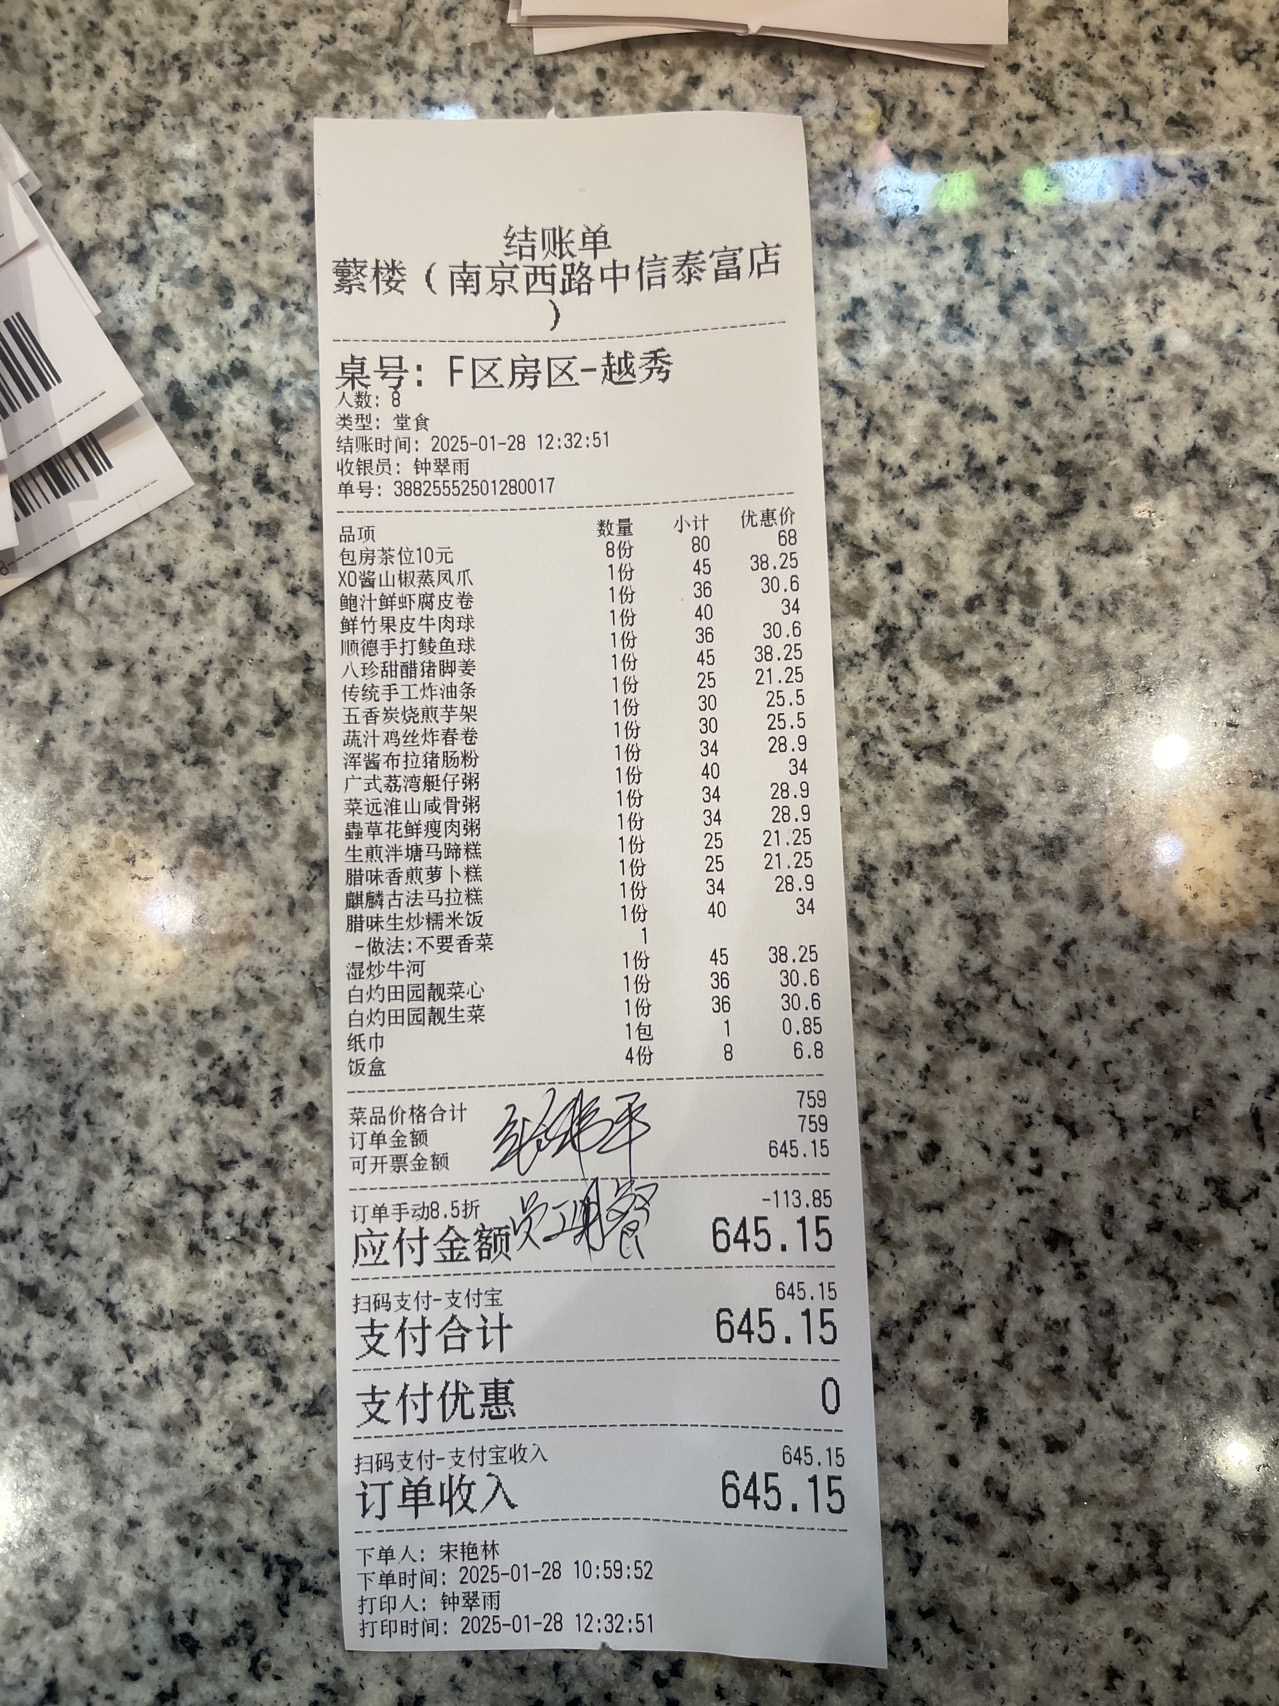 结账单
蘩楼（南京西路中信泰富店
）
桌号: F区房区-越秀
人数: 8
类型: 堂食
结账时间: 2025-01-28 12:32:51
收银员: 钟翠雨
单号: 38825552501280017
品项 数量 小计 优惠价
包房茶位10元 8份 80 68
XO酱山椒蒸凤爪 1份 45 38.25
鲍汁鲜虾腐皮卷 1份 36 30.6
鲜竹果皮牛肉球 1份 40 34
顺德手打鲮鱼球 1份 36 30.6
八珍甜醋猪脚姜 1份 45 38.25
传统手工炸油条 1份 25 21.25
五香炭烧煎芋架 1份 30 25.5
蔬汁鸡丝炸春卷 1份 30 25.5
浑酱布拉猪肠粉 1份 34 28.9
广式荔湾艇仔粥 1份 40 34
菜远淮山咸骨粥 1份 34 28.9
蟲草花鲜瘦肉粥 1份 34 28.9
生煎泮塘马蹄糕 1份 25 21.25
腊味香煎萝卜糕 1份 25 21.25
麒麟古法马拉糕 1份 34 28.9
腊味生炒糯米饭 1份 40 34
-做法:不要香菜 1
湿炒牛河 1份 45 38.25
白灼田园靓菜心 1份 36 30.6
白灼田园靓生菜 1份 36 30.6
纸巾 1包 1 0.85
饭盒 4份 8 6.8
菜品价格合计 759
订单金额 759
可开票金额 645.15
订单手动8.5折 -113.85
应付金额 员工用餐 645.15
扫码支付-支付宝 645.15
支付合计 645.15
支付优惠 0
扫码支付-支付宝收入 645.15
订单收入 645.15
下单人: 宋艳林
下单时间: 2025-01-28 10:59:52
打印人: 钟翠雨
打印时间: 2025-01-28 12:32:51